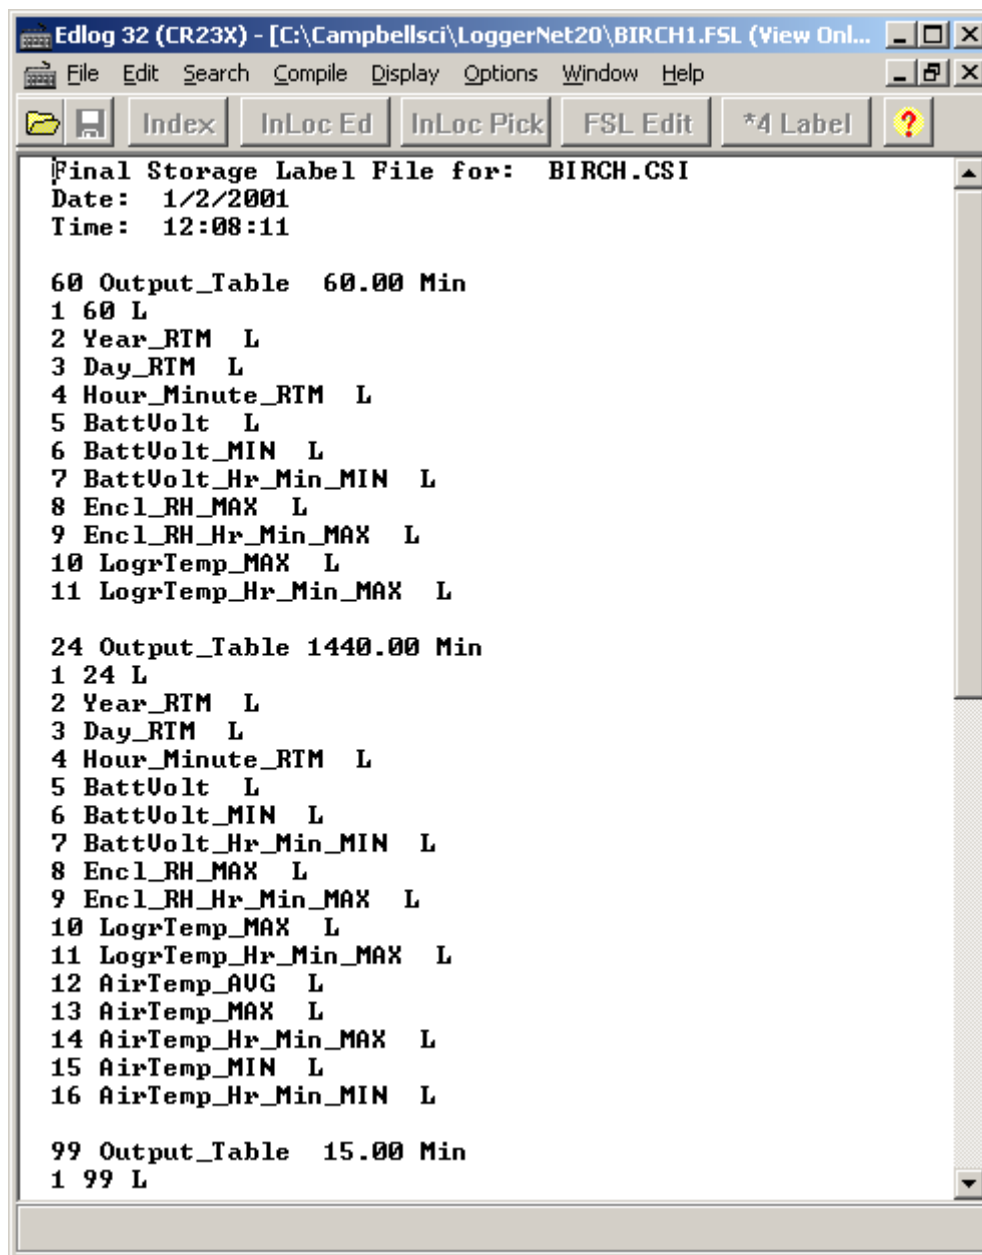 Edlog 32 (CR23X) - [C:\Campbellsci\LoggerNet20\BIRCH1.FSL (View Onl...
File Edit Search Compile Display Options Window Help
Index InLoc Ed InLoc Pick FSL Edit *4 Label ?
Final Storage Label File for: BIRCH.CSI
Date: 1/2/2001
Time: 12:08:11
60 Output_Table 60.00 Min
1 60 L
2 Year_RTM L
3 Day_RTM L
4 Hour_Minute_RTM L
5 BattVolt L
6 BattVolt_MIN L
7 BattVolt_Hr_Min_MIN L
8 Encl_RH_MAX L
9 Encl_RH_Hr_Min_MAX L
10 LogrTemp_MAX L
11 LogrTemp_Hr_Min_MAX L
24 Output_Table 1440.00 Min
1 24 L
2 Year_RTM L
3 Day_RTM L
4 Hour_Minute_RTM L
5 BattVolt L
6 BattVolt_MIN L
7 BattVolt_Hr_Min_MIN L
8 Encl_RH_MAX L
9 Encl_RH_Hr_Min_MAX L
10 LogrTemp_MAX L
11 LogrTemp_Hr_Min_MAX L
12 AirTemp_AVG L
13 AirTemp_MAX L
14 AirTemp_Hr_Min_MAX L
15 AirTemp_MIN L
16 AirTemp_Hr_Min_MIN L
99 Output_Table 15.00 Min
1 99 L